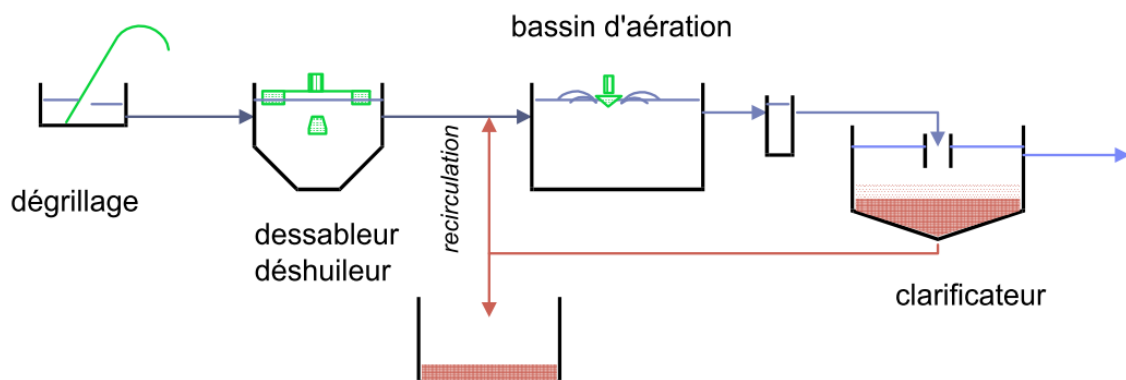 bassin d'aération
dégrillage
dessableur
déshuileur
recirculation
clarificateur